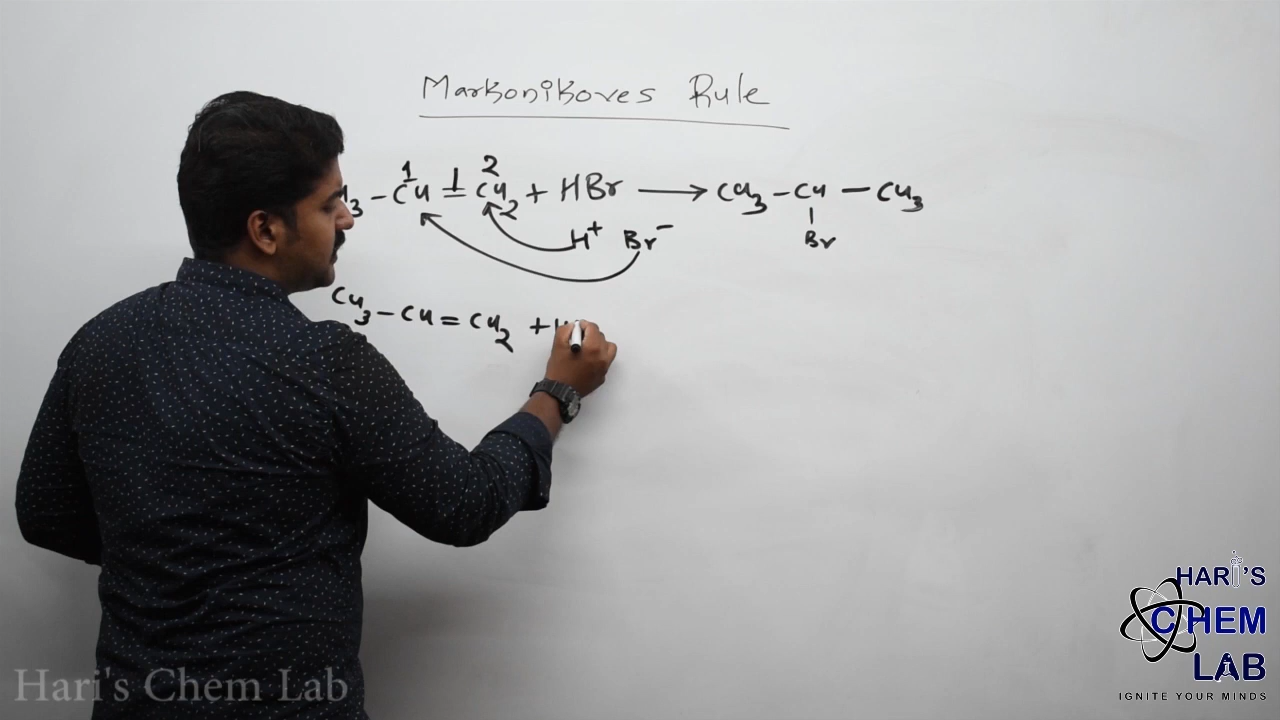 Markonikoves Rule
1 2
3 - CH = CH2 + HBr → CH3 - CH - CH3
H+ Br- Br
CH3 - CH = CH2 + H
HARI'S
CHEM
LAB
IGNITE YOUR MINDS
Hari's Chem Lab